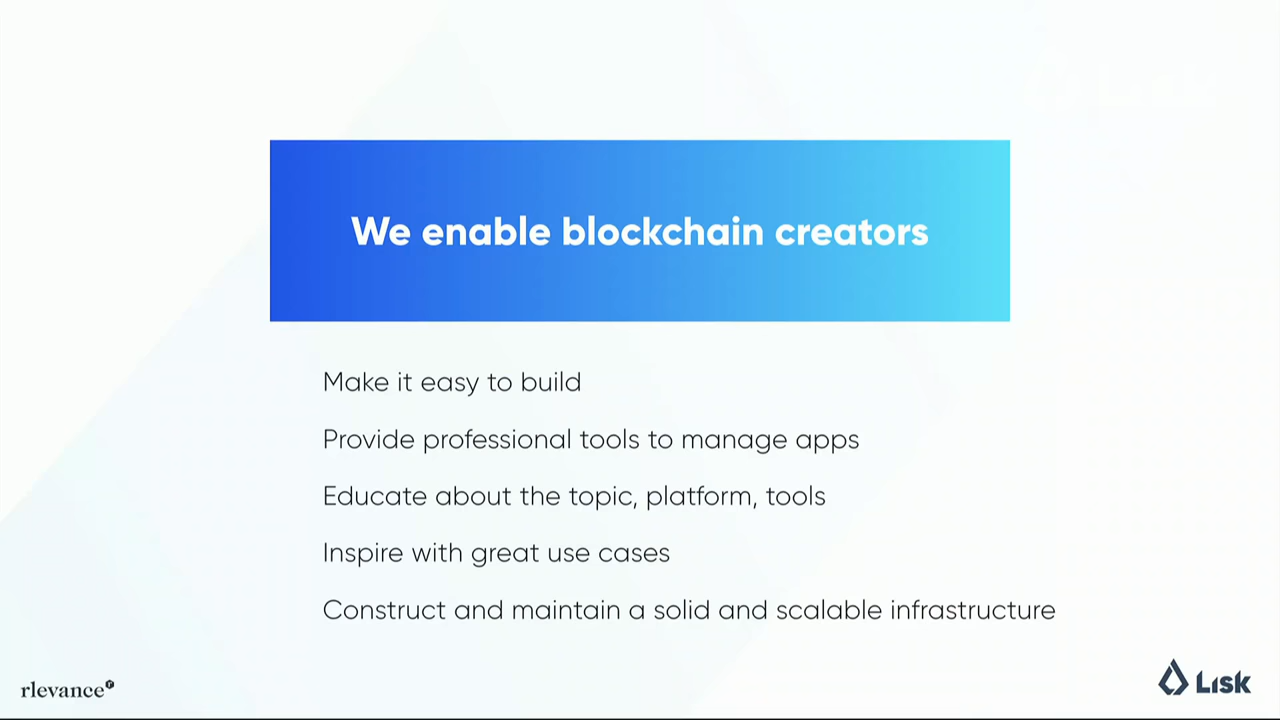 We enable blockchain creators
Make it easy to build
Provide professional tools to manage apps
Educate about the topic, platform, tools
Inspire with great use cases
Construct and maintain a solid and scalable infrastructure
rlevance
Lisk